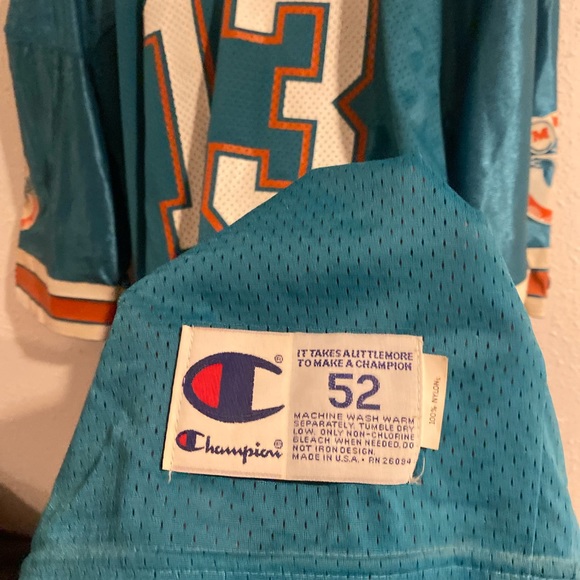 13
M
IT TAKES A LITTLE MORE
TO MAKE A CHAMPION
52
MACHINE WASH WARM
SEPARATELY. TUMBLE DRY
LOW. ONLY NON-CHLORINE
BLEACH WHEN NEEDED. DO
NOT IRON DESIGN.
MADE IN U.S.A. • RN 26094
®
Champion®
100% NYLON